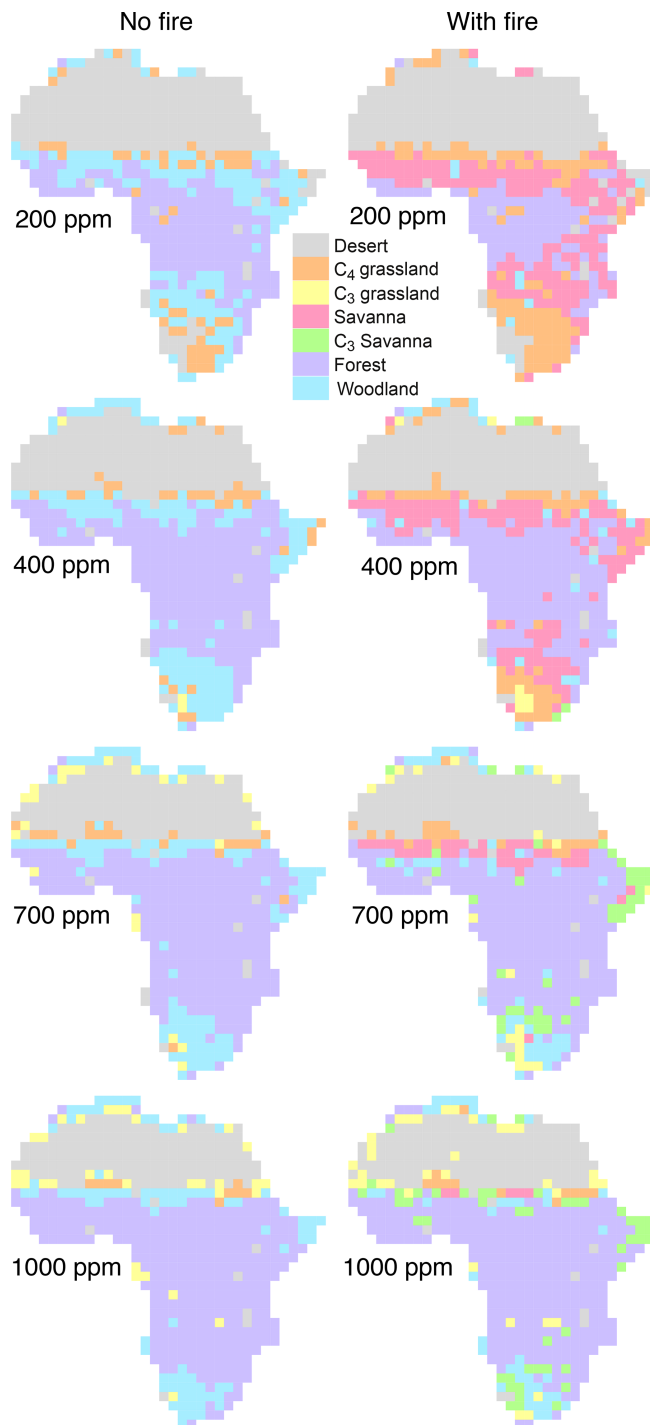 No fire
With fire
200 ppm
200 ppm
Desert
C₄ grassland
C₃ grassland
Savanna
C₃ Savanna
Forest
Woodland
400 ppm
400 ppm
700 ppm
700 ppm
1000 ppm
1000 ppm